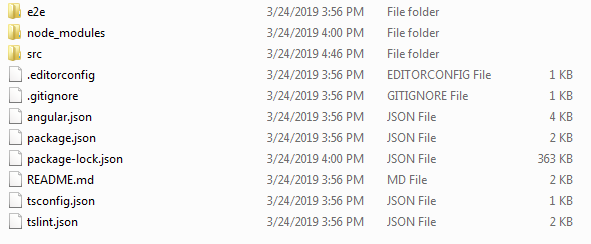 e2e 3/24/2019 3:56 PM File folder
node_modules 3/24/2019 4:00 PM File folder
src 3/24/2019 4:46 PM File folder
.editorconfig 3/24/2019 3:56 PM EDITORCONFIG File 1 KB
.gitignore 3/24/2019 3:56 PM GITIGNORE File 1 KB
angular.json 3/24/2019 3:56 PM JSON File 4 KB
package.json 3/24/2019 3:56 PM JSON File 2 KB
package-lock.json 3/24/2019 4:00 PM JSON File 363 KB
README.md 3/24/2019 3:56 PM MD File 2 KB
tsconfig.json 3/24/2019 3:56 PM JSON File 1 KB
tslint.json 3/24/2019 3:56 PM JSON File 2 KB